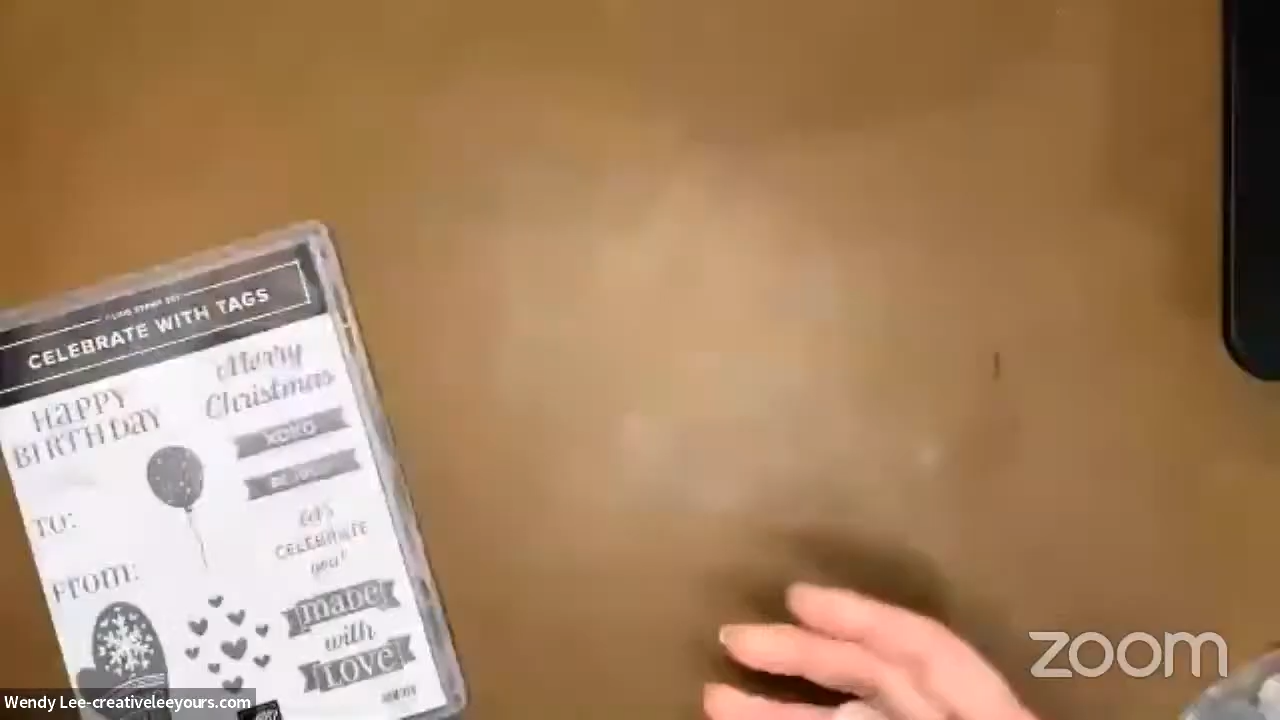 CELEBRATE WITH TAGS
HAPPY
BIRTHDAY
Merry
Christmas
XOXO
TO:
FROM:
let's
CELEBRATE
you!
MADE
with
LOVE
Wendy Lee-creativeleeyours.com
zoom